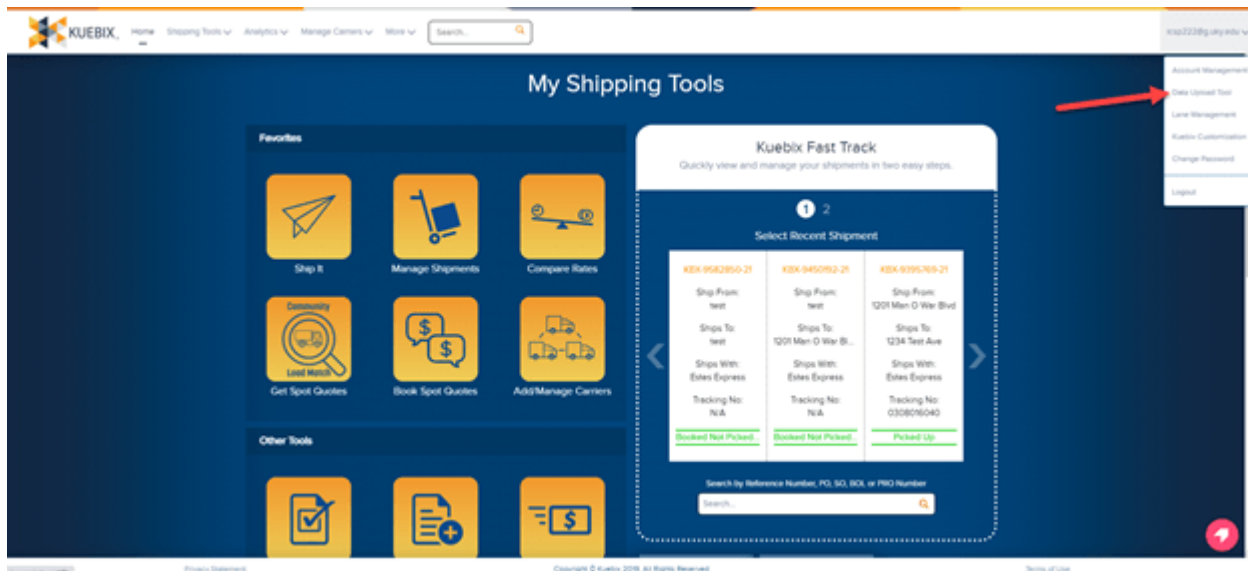 KUEBIX.
Home
Shipping Tools
Analytics
Manage Carriers
More
Search...
Account Management
Data Upload Tool
Lane Management
Kuebix Customization
Change Password
Logout
My Shipping Tools
Favorites
Ship It
Manage Shipments
Compare Rates
Community
Load Match
Get Spot Quotes
Book Spot Quotes
Add/Manage Carriers
Other Tools
Kuebix Fast Track
Quickly view and manage your shipments in two easy steps.
1 2
Select Recent Shipment
KBX-9582850-21
Ship From:
test
Ships To:
test
Ships With:
Estes Express
Tracking No:
N/A
Booked Not Picked...
KBX-9450192-21
Ship From:
test
Ships To:
1201 Man O War Bl...
Ships With:
Estes Express
Tracking No:
N/A
Booked Not Picked...
KBX-9395769-21
Ship From:
1201 Man O War Blvd
Ships To:
1234 Test Ave
Ships With:
Estes Express
Tracking No:
0308016040
Picked Up
Search by Reference Number, PO, SO, BOL or PRO Number
Search...
Privacy Statement
Copyright © Kuebix 2019. All Rights Reserved
Terms of Use